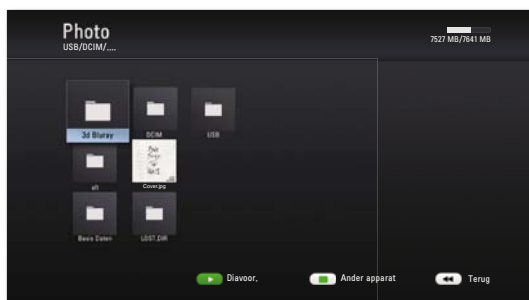 Photo
USB/DCIM/....
7527 MB/7641 MB
3d Bluray
DCIM
USB
all
Cover.jpg
Basis Daten
LOST.DIR
Diavoor.
Ander apparat
Terug